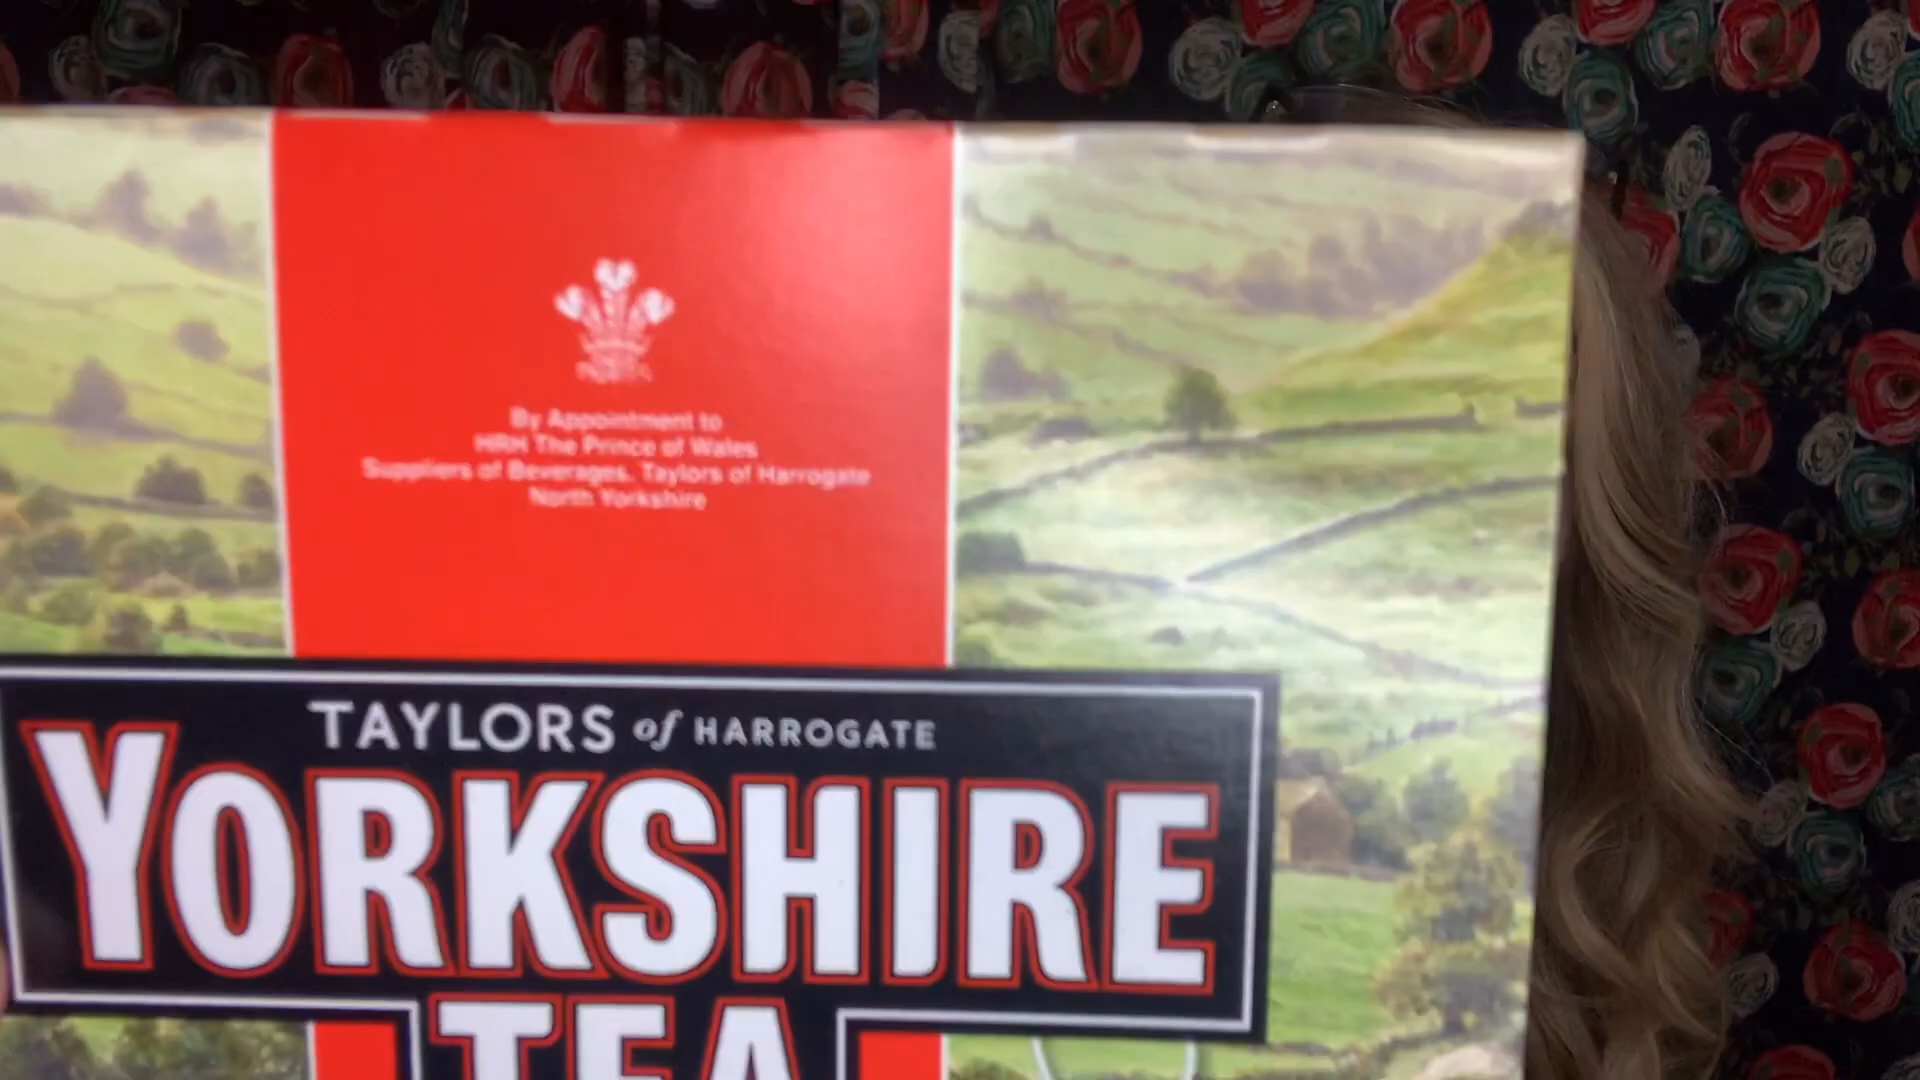 By Appointment to
HRH The Prince of Wales
Suppliers of Beverages. Taylors of Harrogate
North Yorkshire
TAYLORS of HARROGATE
YORKSHIRE
TEA